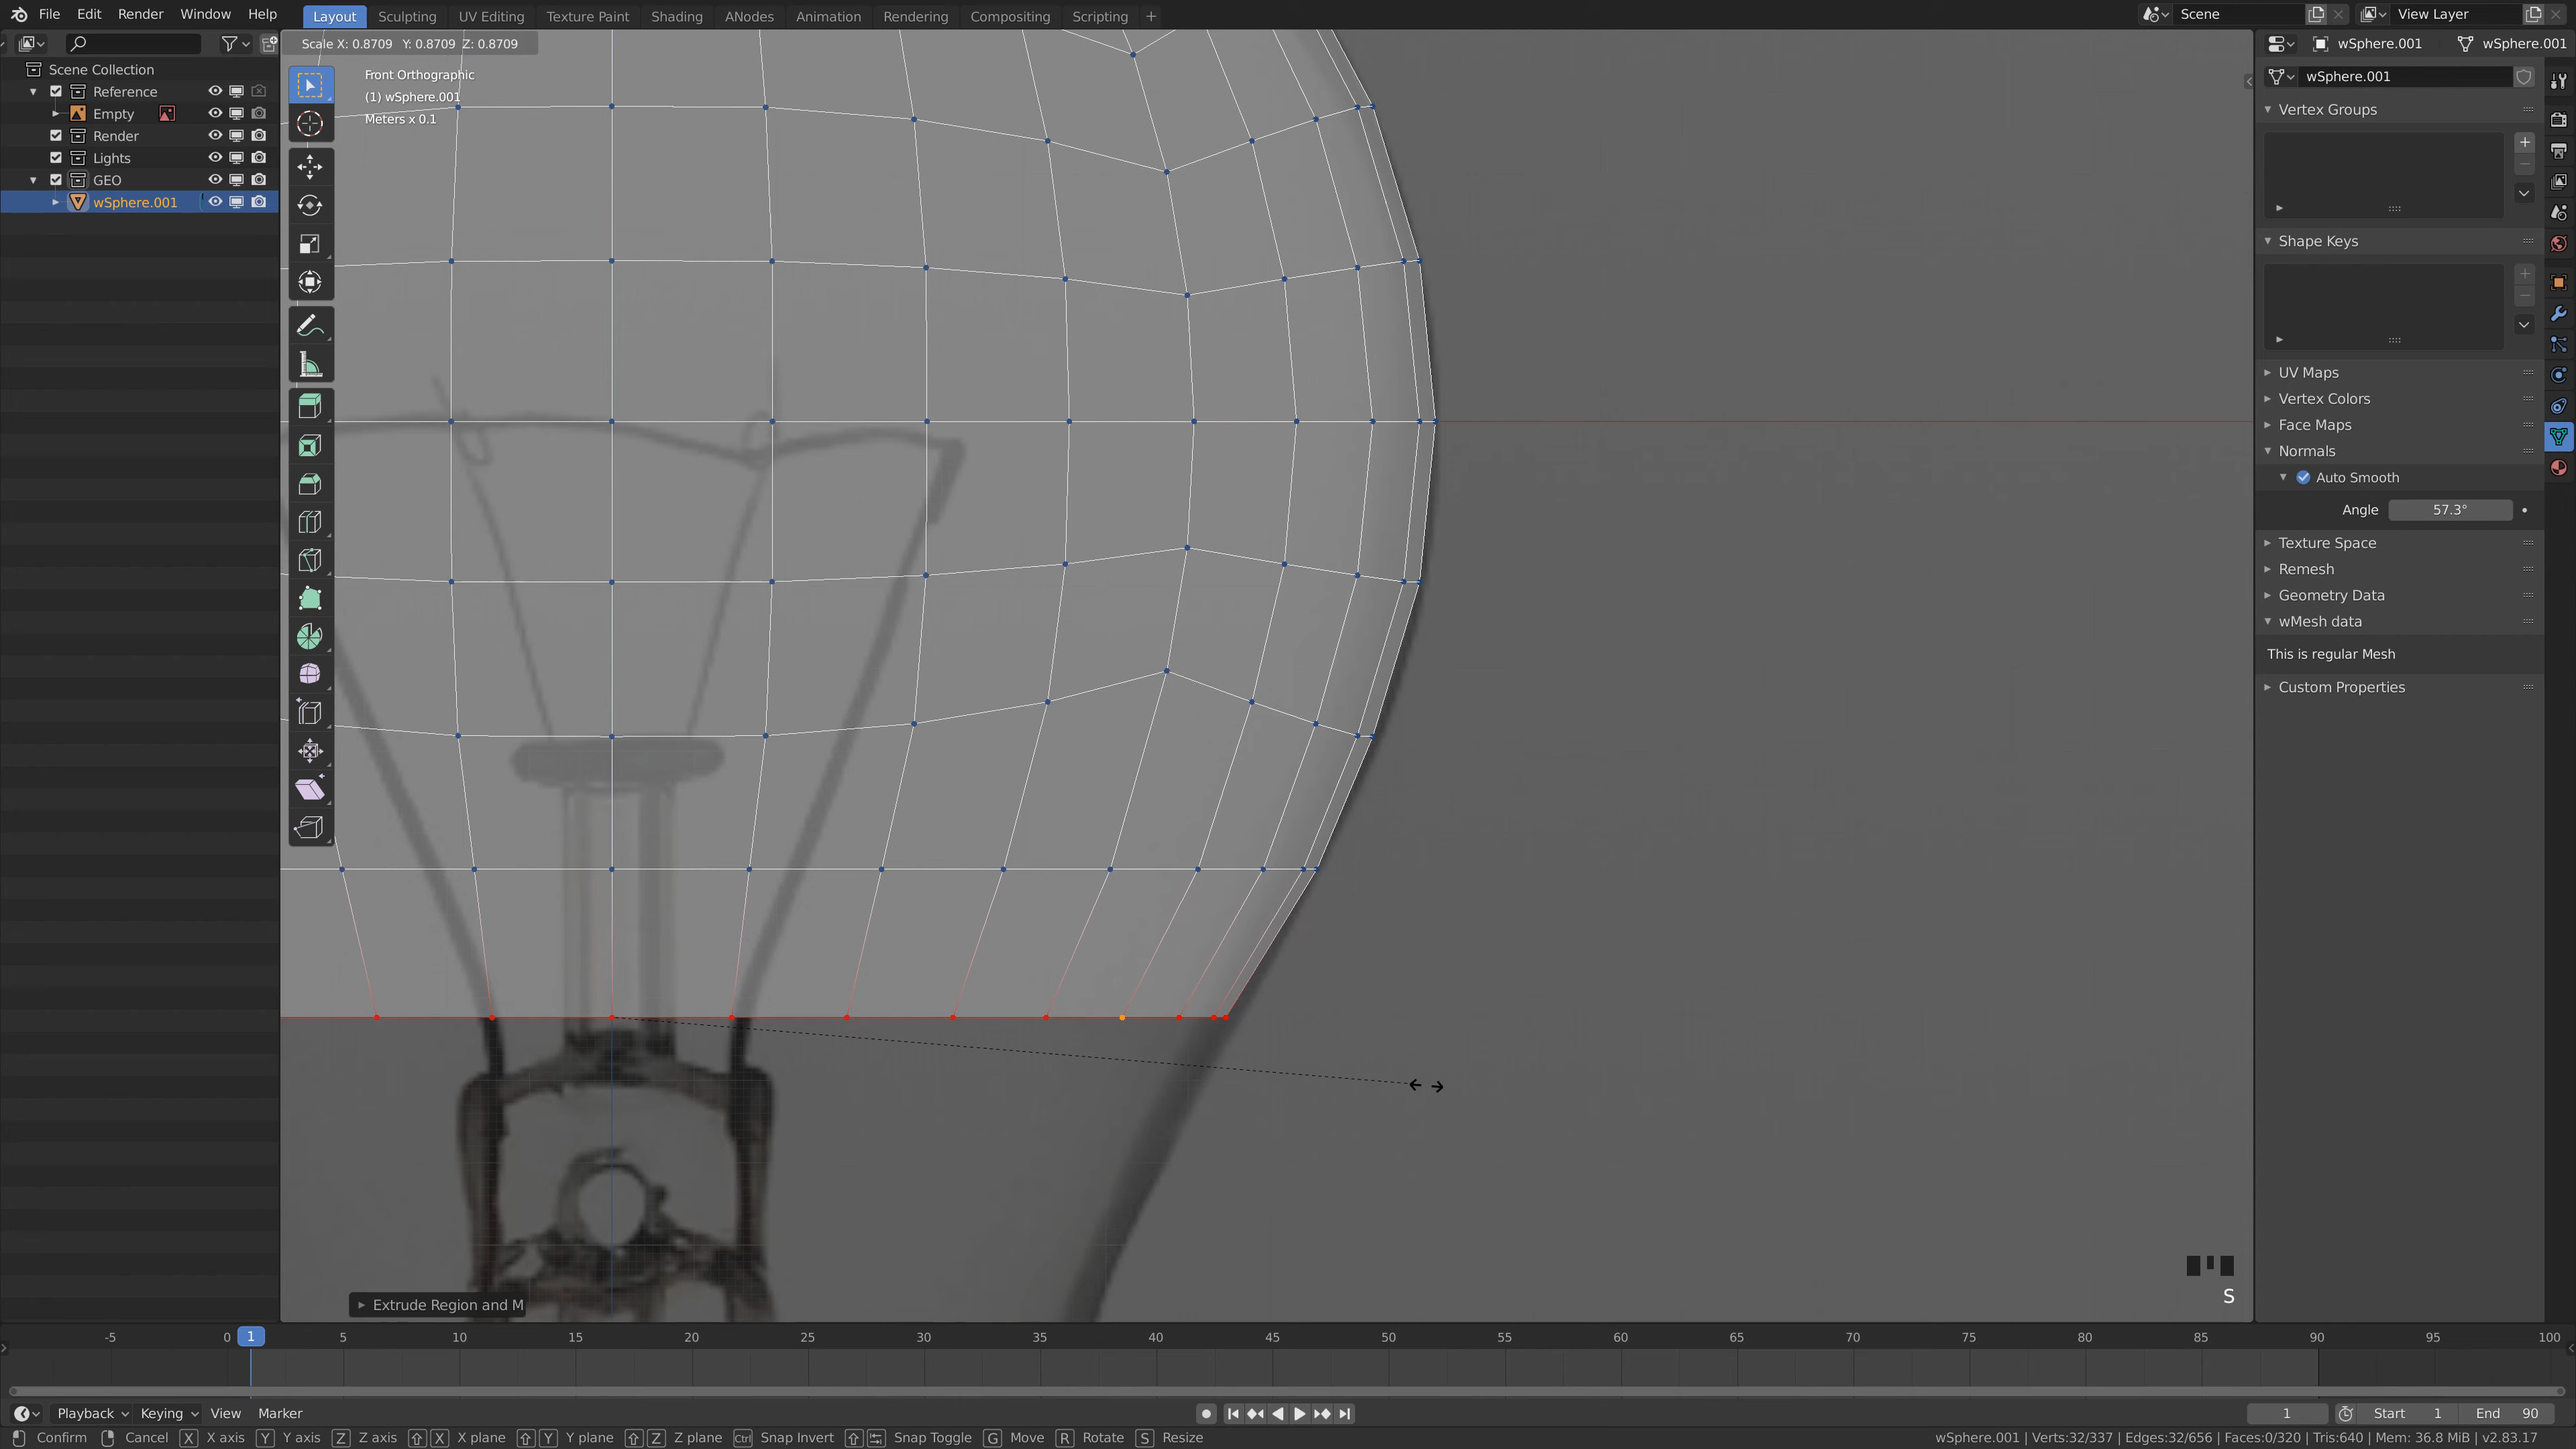 File Edit Render Window Help
Layout Sculpting UV Editing Texture Paint Shading ANodes Animation Rendering Compositing Scripting +
Scene View Layer
Scale X: 0.8709 Y: 0.8709 Z: 0.8709
Front Orthographic
(1) wSphere.001
Meters x 0.1
Scene Collection
Reference
Empty
Render
Lights
GEO
wSphere.001
wSphere.001 wSphere.001
wSphere.001
Vertex Groups
Shape Keys
UV Maps
Vertex Colors
Face Maps
Normals
Auto Smooth
Angle 57.3°
Texture Space
Remesh
Geometry Data
wMesh data
This is regular Mesh
Custom Properties
S
Extrude Region and M
-5 0 1 5 10 15 20 25 30 35 40 45 50 55 60 65 70 75 80 85 90 95 100
Playback Keying View Marker
1 Start 1 End 90
Confirm Cancel X X axis Y Y axis Z Z axis X X plane Y Y plane Z Z plane Ctrl Snap Invert Snap Toggle G Move R Rotate S Resize
wSphere.001 | Verts:32/337 | Edges:32/656 | Faces:0/320 | Tris:640 | Mem: 36.8 MiB | v2.83.17